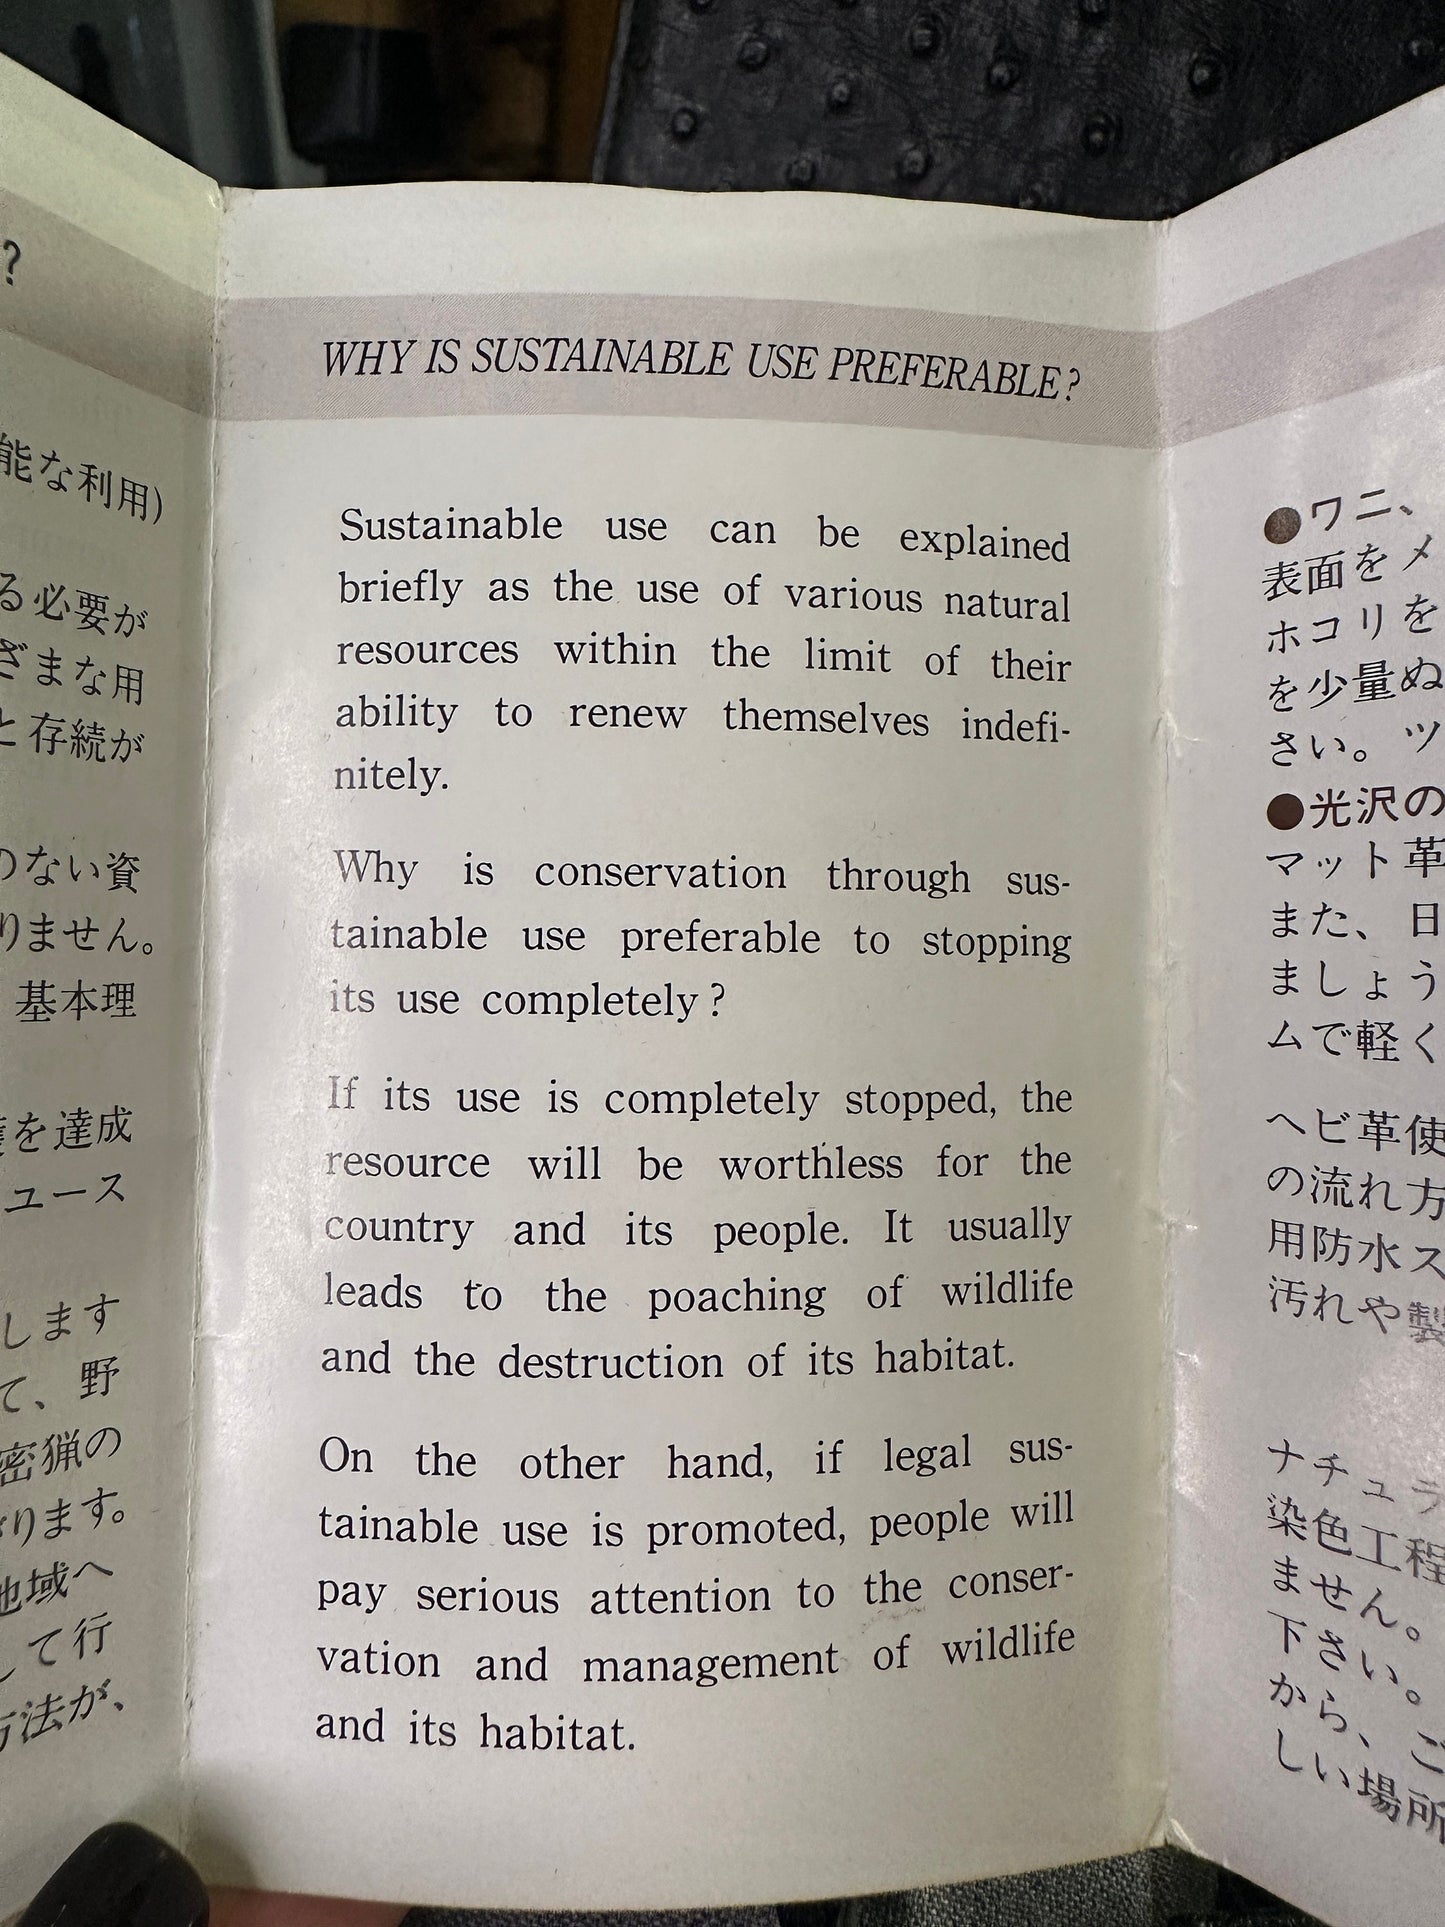 ?
能な利用)
る必要が
ざまな用
と存続が
のない資
りません。
基本理
を達成
ユース
します
て、野
密猟の
ります。
地域へ
して行
方法が、
WHY IS SUSTAINABLE USE PREFERABLE?
Sustainable use can be explained
briefly as the use of various natural
resources within the limit of their
ability to renew themselves indefi-
nitely.
Why is conservation through sus-
tainable use preferable to stopping
its use completely?
If its use is completely stopped, the
resource will be worthless for the
country and its people. It usually
leads to the poaching of wildlife
and the destruction of its habitat.
On the other hand, if legal sus-
tainable use is promoted, people will
pay serious attention to the conser-
vation and management of wildlife
and its habitat.
●ワニ、
表面をメ
ホコリを
を少量ぬ
さい。ツ
●光沢の
マット革
また、日
ましょう
ムで軽く
ヘビ革使
の流れ方
用防水ス
汚れや製
ナチュラ
染色工程
ません。
下さい。
から、ご
しい場所